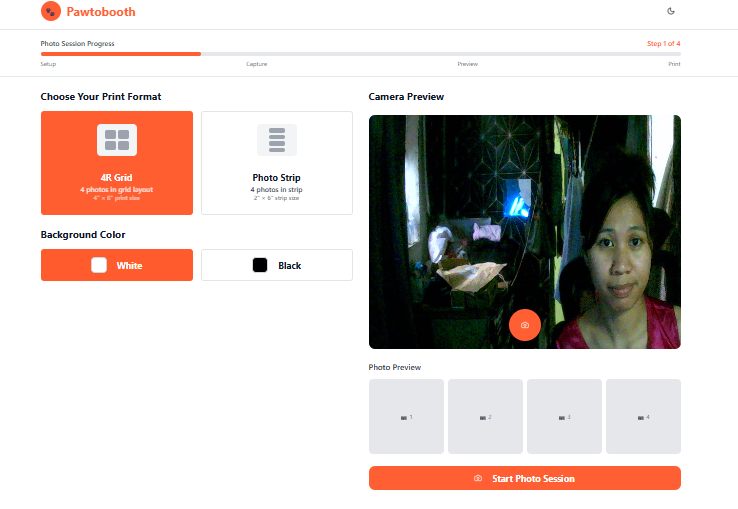 Pawtobooth
Photo Session Progress
Step 1 of 4
Setup
Capture
Preview
Print
Choose Your Print Format
4R Grid
4 photos in grid layout
4" × 6" print size
Photo Strip
4 photos in strip
2" × 6" strip size
Background Color
White
Black
Camera Preview
Photo Preview
1
2
3
4
Start Photo Session